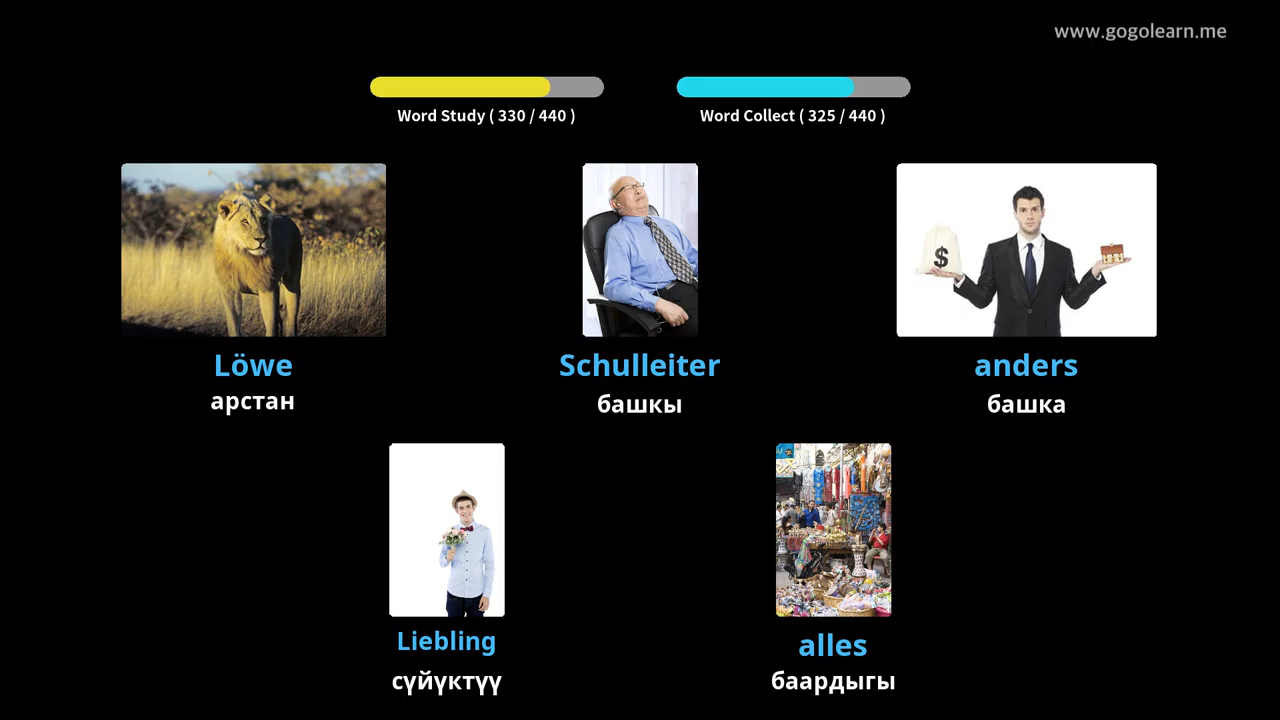 www.gogolearn.me
Word Study ( 330 / 440 )
Word Collect ( 325 / 440 )
Löwe
арстан
Schulleiter
башкы
anders
башка
$
Liebling
сүйүктүү
alles
баардыгы